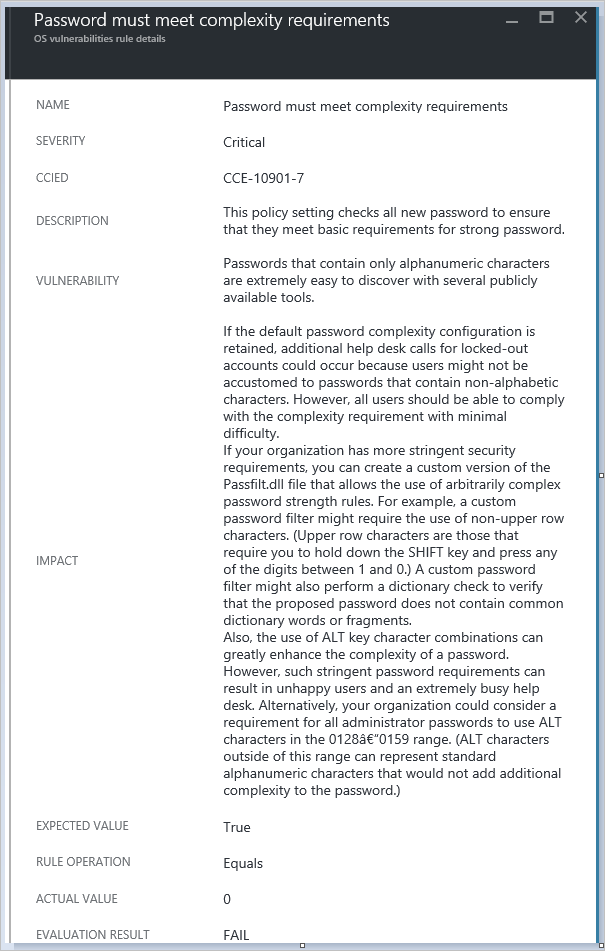 Password must meet complexity requirements
OS vulnerabilities rule details
NAME
Password must meet complexity requirements
SEVERITY
Critical
CCIED
CCE-10901-7
DESCRIPTION
This policy setting checks all new password to ensure
that they meet basic requirements for strong password.
VULNERABILITY
Passwords that contain only alphanumeric characters
are extremely easy to discover with several publicly
available tools.
IMPACT
If the default password complexity configuration is
retained, additional help desk calls for locked-out
accounts could occur because users might not be
accustomed to passwords that contain non-alphabetic
characters. However, all users should be able to comply
with the complexity requirement with minimal
difficulty.
If your organization has more stringent security
requirements, you can create a custom version of the
Passfilt.dll file that allows the use of arbitrarily complex
password strength rules. For example, a custom
password filter might require the use of non-upper row
characters. (Upper row characters are those that
require you to hold down the SHIFT key and press any
of the digits between 1 and 0.) A custom password
filter might also perform a dictionary check to verify
that the proposed password does not contain common
dictionary words or fragments.
Also, the use of ALT key character combinations can
greatly enhance the complexity of a password.
However, such stringent password requirements can
result in unhappy users and an extremely busy help
desk. Alternatively, your organization could consider a
requirement for all administrator passwords to use ALT
characters in the 0128â€“0159 range. (ALT characters
outside of this range can represent standard
alphanumeric characters that would not add additional
complexity to the password.)
EXPECTED VALUE
True
RULE OPERATION
Equals
ACTUAL VALUE
0
EVALUATION RESULT
FAIL